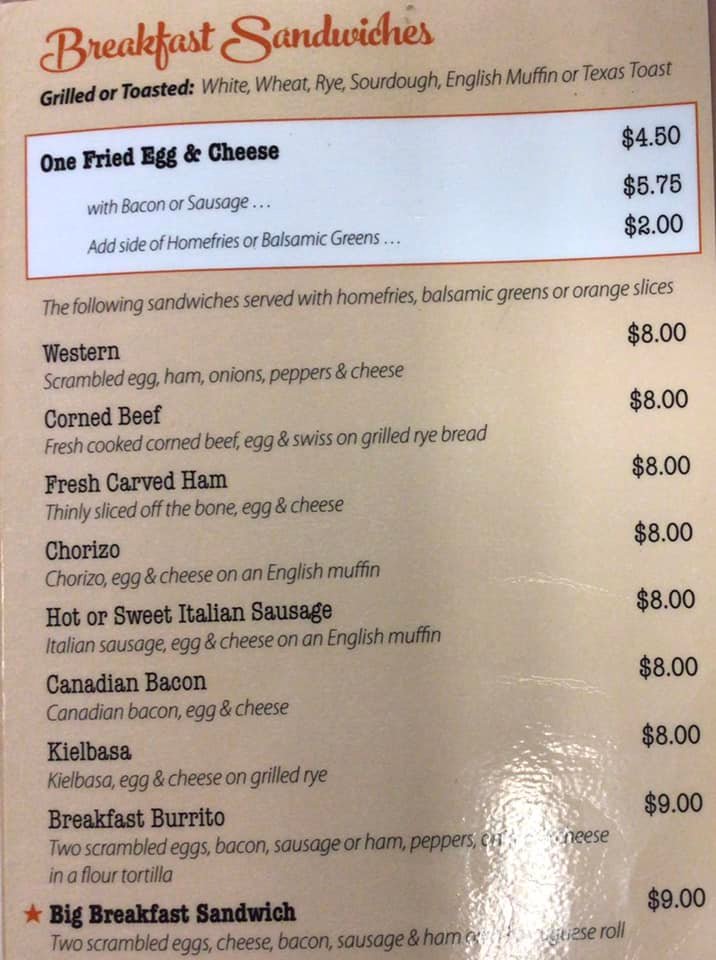 Breakfast Sandwiches
Grilled or Toasted: White, Wheat, Rye, Sourdough, English Muffin or Texas Toast
One Fried Egg & Cheese $4.50
with Bacon or Sausage ... $5.75
Add side of Homefries or Balsamic Greens ... $2.00
The following sandwiches served with homefries, balsamic greens or orange slices
Western $8.00
Scrambled egg, ham, onions, peppers & cheese
Corned Beef $8.00
Fresh cooked corned beef, egg & swiss on grilled rye bread
Fresh Carved Ham $8.00
Thinly sliced off the bone, egg & cheese
Chorizo $8.00
Chorizo, egg & cheese on an English muffin
Hot or Sweet Italian Sausage $8.00
Italian sausage, egg & cheese on an English muffin
Canadian Bacon $8.00
Canadian bacon, egg & cheese
Kielbasa $8.00
Kielbasa, egg & cheese on grilled rye
Breakfast Burrito $9.00
Two scrambled eggs, bacon, sausage or ham, peppers, cheese
in a flour tortilla
★ Big Breakfast Sandwich $9.00
Two scrambled eggs, cheese, bacon, sausage & ham roll